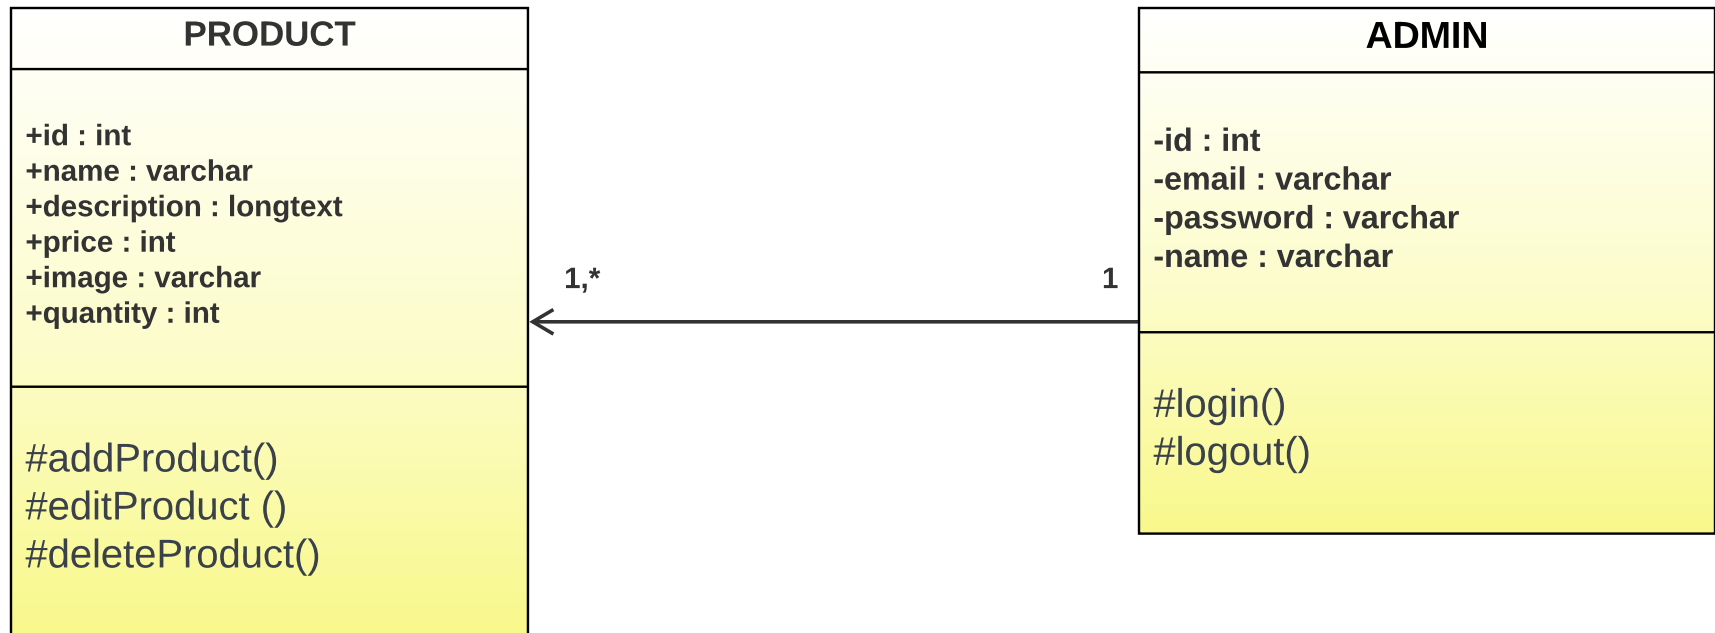 PRODUCT
+id : int
+name : varchar
+description : longtext
+price : int
+image : varchar
+quantity : int
#addProduct()
#editProduct ()
#deleteProduct()
1,*
1
ADMIN
-id : int
-email : varchar
-password : varchar
-name : varchar
#login()
#logout()